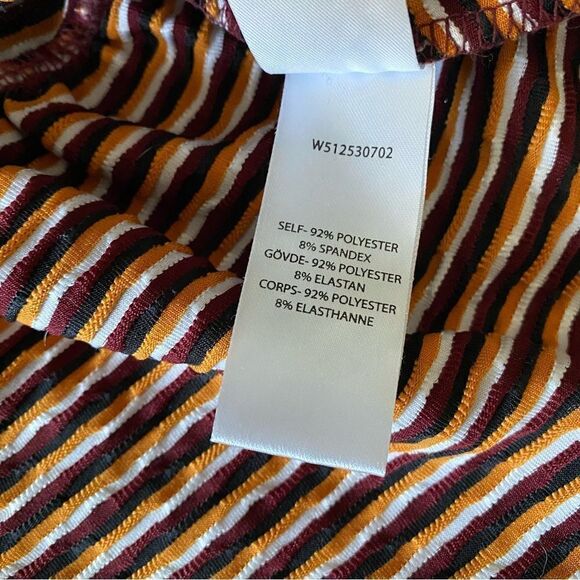 W512530702
SELF- 92% POLYESTER
8% SPANDEX
GÖVDE- 92% POLYESTER
8% ELASTAN
CORPS- 92% POLYESTER
8% ELASTHANNE